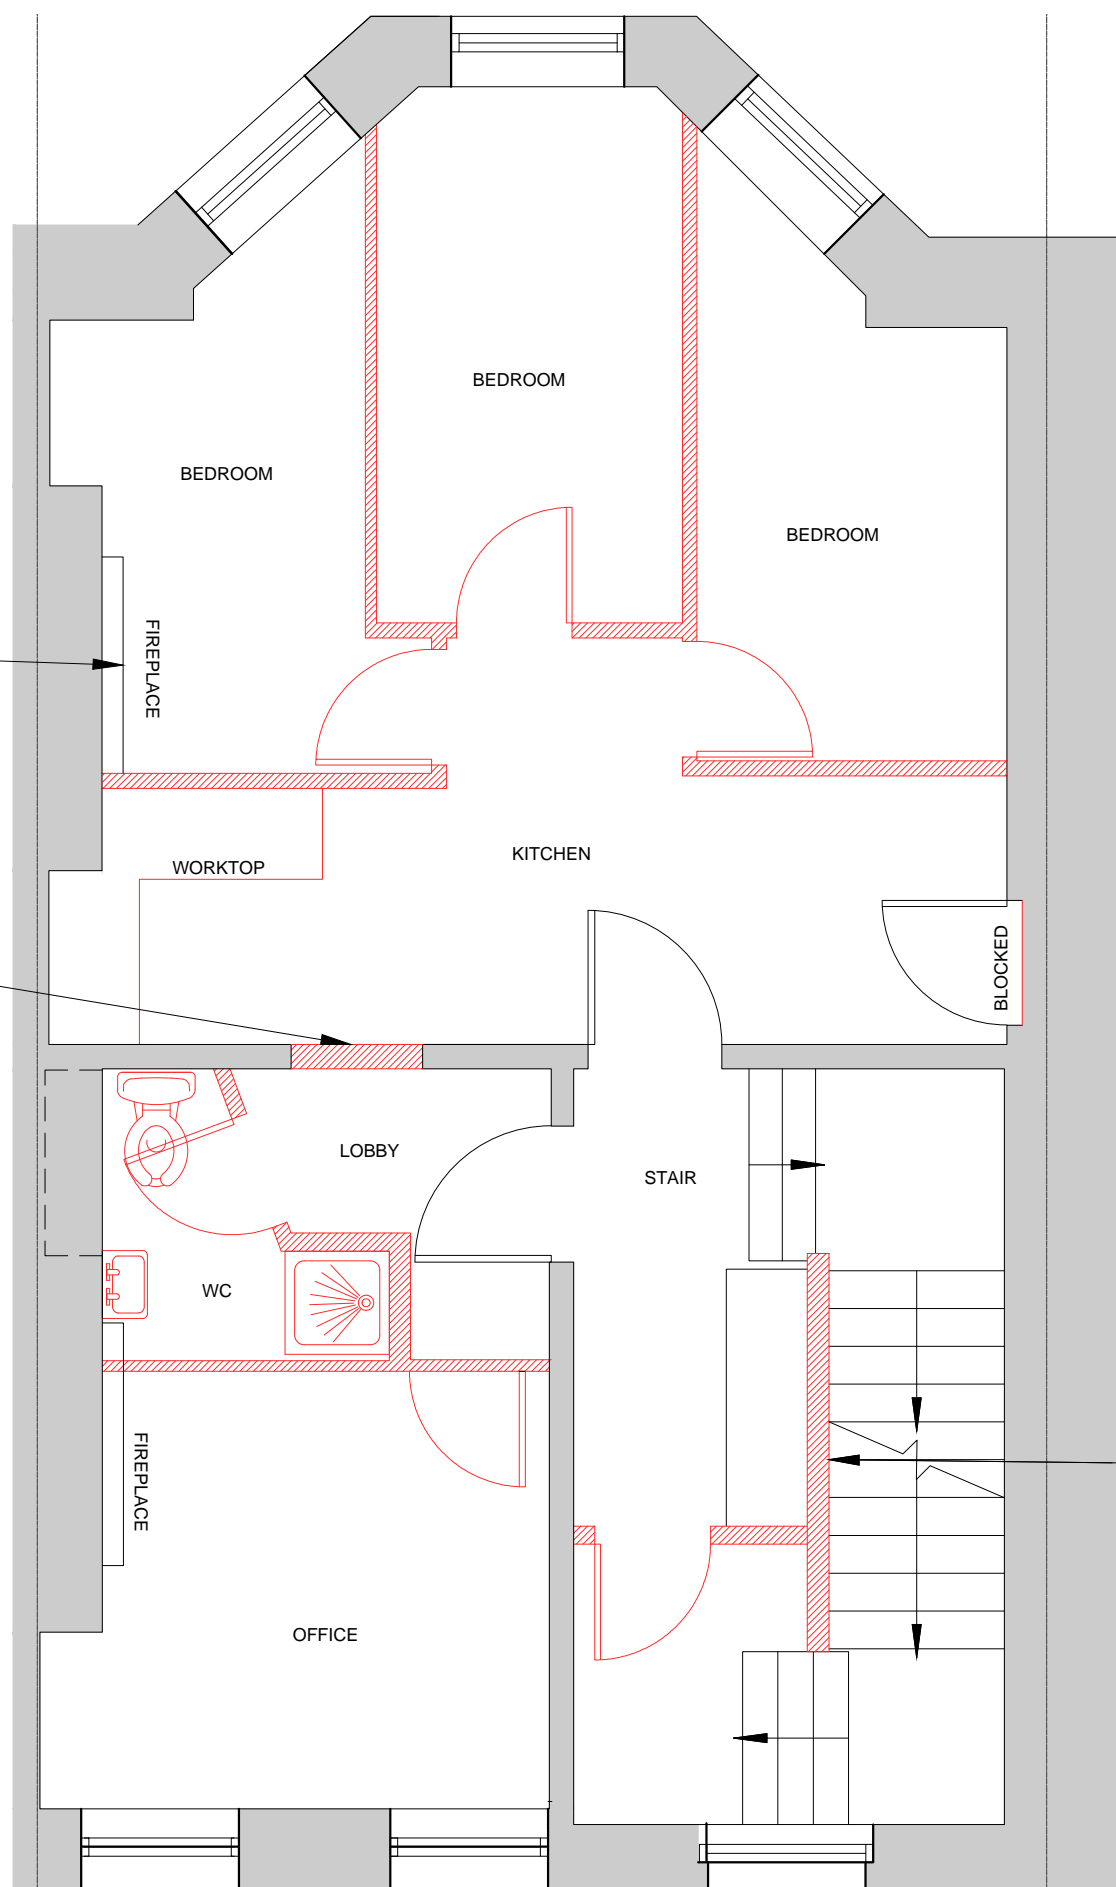 BEDROOM
BEDROOM
BEDROOM
FIREPLACE
WORKTOP
KITCHEN
BLOCKED
LOBBY
STAIR
WC
FIREPLACE
OFFICE